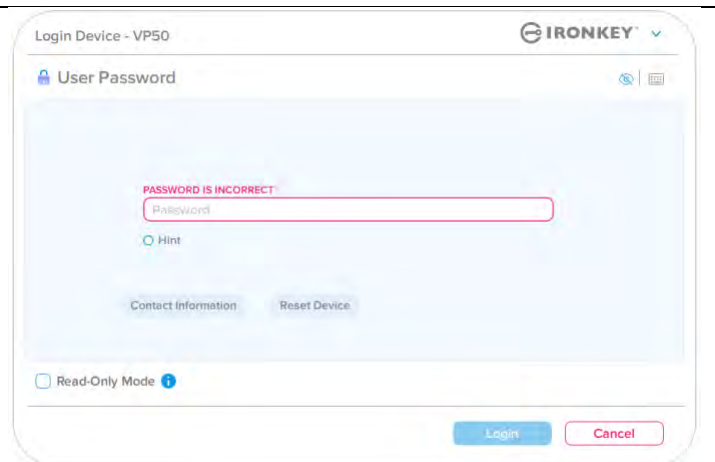 Login Device - VP50
IRONKEY™
User Password
PASSWORD IS INCORRECT
Password
Hint
Contact Information Reset Device
Read-Only Mode i
Login Cancel